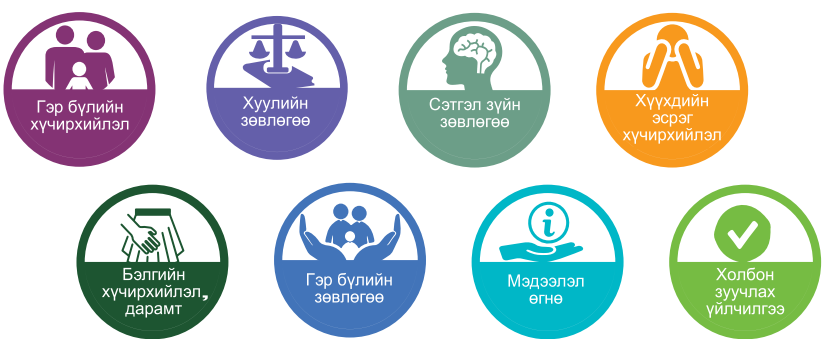 Гэр бүлийн
хүчирхийлэл
Хуулийн
зөвлөгөө
Сэтгэл зүйн
зөвлөгөө
Хүүхдийн
эсрэг
хүчирхийлэл
Бэлгийн
хүчирхийлэл,
дарамт
Гэр бүлийн
зөвлөгөө
Мэдээлэл
өгнө
Холбон
зуучлах
үйлчилгээ